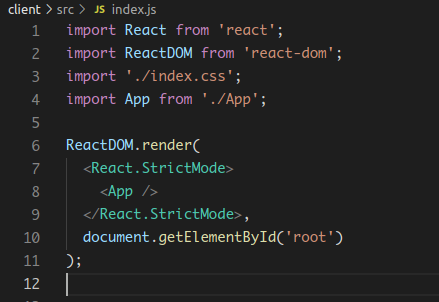 client > src > JS index.js
1 import React from 'react';
2 import ReactDOM from 'react-dom';
3 import './index.css';
4 import App from './App';
5
6 ReactDOM.render(
7   <React.StrictMode>
8     <App />
9   </React.StrictMode>,
10   document.getElementById('root')
11 );
12